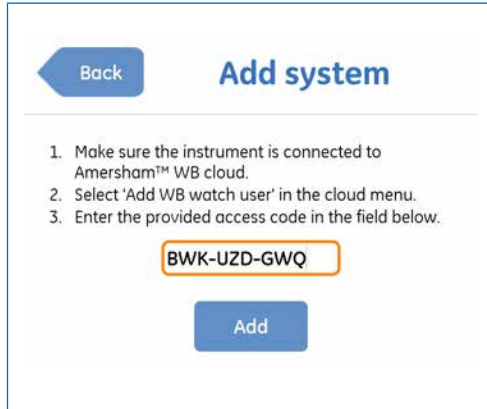 Back
Add system
1. Make sure the instrument is connected to
Amersham™ WB cloud.
2. Select 'Add WB watch user' in the cloud menu.
3. Enter the provided access code in the field below.
BWK-UZD-GWQ
Add